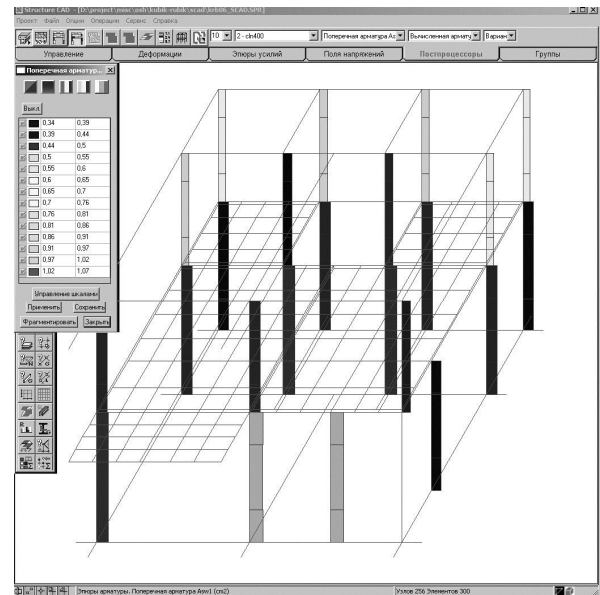 Structure CAD - [D:\project\misc\osh\kubik-rubik\scad\krb06_SCAD.SPR]
Проект Файл Опции Операции Сервис Справка
10 2 - cln400 Поперечная арматура As Вычисленная армату Вариан
Управление Деформации Эпюры усилий Поля напряжений Постпроцессоры Группы
Поперечная арматур...
Выкл.
0,34 0,39
0,39 0,44
0,44 0,5
0,5 0,55
0,55 0,6
0,6 0,65
0,65 0,7
0,7 0,76
0,76 0,81
0,81 0,86
0,86 0,91
0,91 0,97
0,97 1,02
1,02 1,07
Управление шкалами
Применить Сохранить
Фрагментировать Закрыть
Эпюры арматуры. Поперечная арматура Asw1 (cm2) Узлов 256 Элементов 300